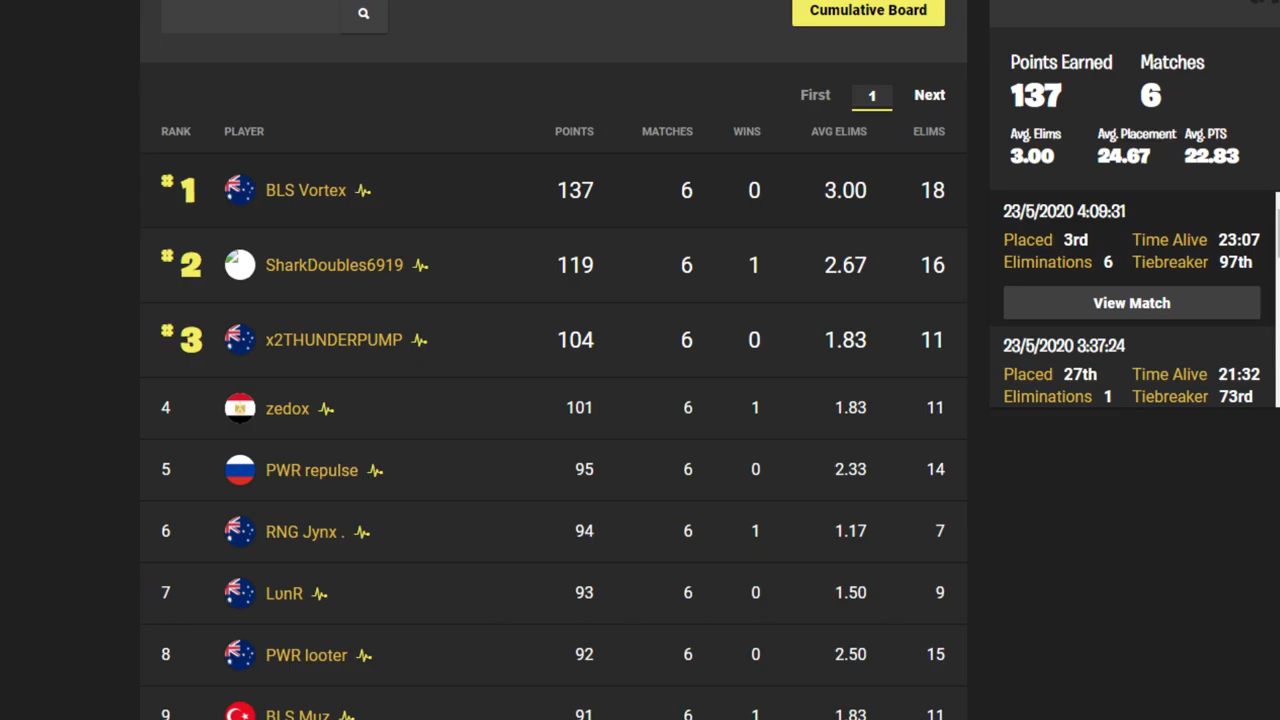 Cumulative Board
First 1 Next
RANK PLAYER POINTS MATCHES WINS AVG ELIMS ELIMS
#1 BLS Vortex 137 6 0 3.00 18
#2 SharkDoubles6919 119 6 1 2.67 16
#3 x2THUNDERPUMP 104 6 0 1.83 11
4 zedox 101 6 1 1.83 11
5 PWR repulse 95 6 0 2.33 14
6 RNG Jynx . 94 6 1 1.17 7
7 LunR 93 6 0 1.50 9
8 PWR looter 92 6 0 2.50 15
9 BLS Muz 91 6 1 1.83 11
Points Earned Matches
137 6
Avg. Elims Avg. Placement Avg. PTS
3.00 24.67 22.83
23/5/2020 4:09:31
Placed 3rd Time Alive 23:07
Eliminations 6 Tiebreaker 97th
View Match
23/5/2020 3:37:24
Placed 27th Time Alive 21:32
Eliminations 1 Tiebreaker 73rd